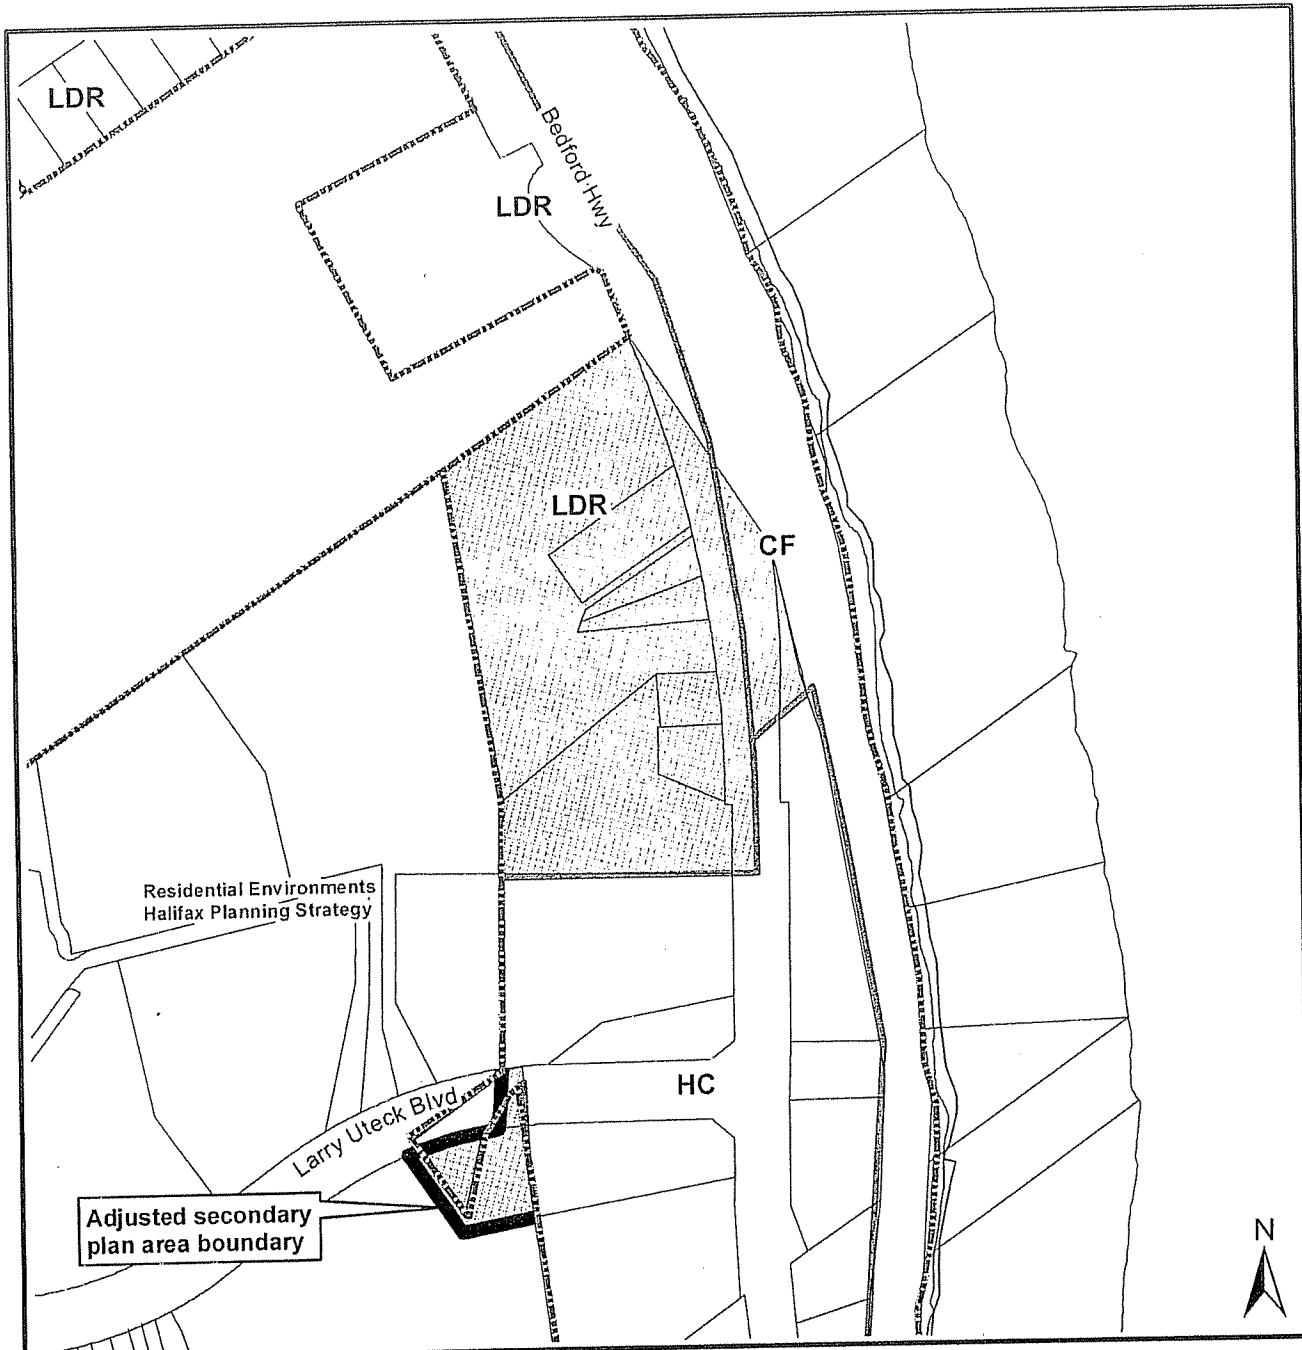 LDR
Bedford Hwy
LDR
LDR
CF
Residential Environments
Halifax Planning Strategy
HC
Larry Uteck Blvd
Adjusted secondary
plan area boundary
N